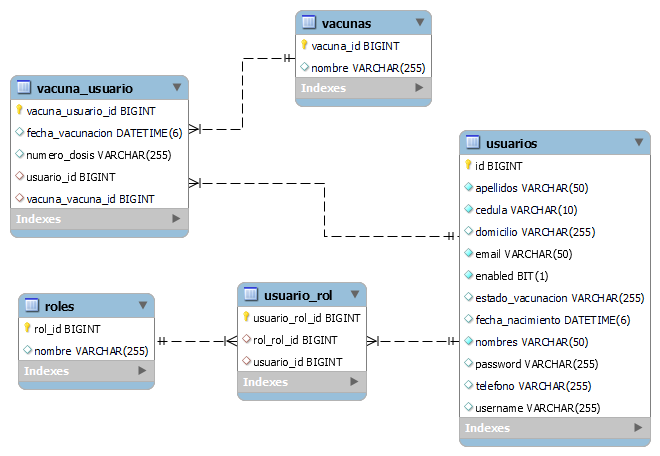 vacunas
vacuna_id BIGINT
nombre VARCHAR(255)
Indexes
vacuna_usuario
vacuna_usuario_id BIGINT
fecha_vacunacion DATETIME(6)
numero_dosis VARCHAR(255)
usuario_id BIGINT
vacuna_vacuna_id BIGINT
Indexes
usuarios
id BIGINT
apellidos VARCHAR(50)
cedula VARCHAR(10)
domicilio VARCHAR(255)
email VARCHAR(50)
enabled BIT(1)
estado_vacunacion VARCHAR(255)
fecha_nacimiento DATETIME(6)
nombres VARCHAR(50)
password VARCHAR(255)
telefono VARCHAR(255)
username VARCHAR(255)
Indexes
roles
rol_id BIGINT
nombre VARCHAR(255)
Indexes
usuario_rol
usuario_rol_id BIGINT
rol_rol_id BIGINT
usuario_id BIGINT
Indexes